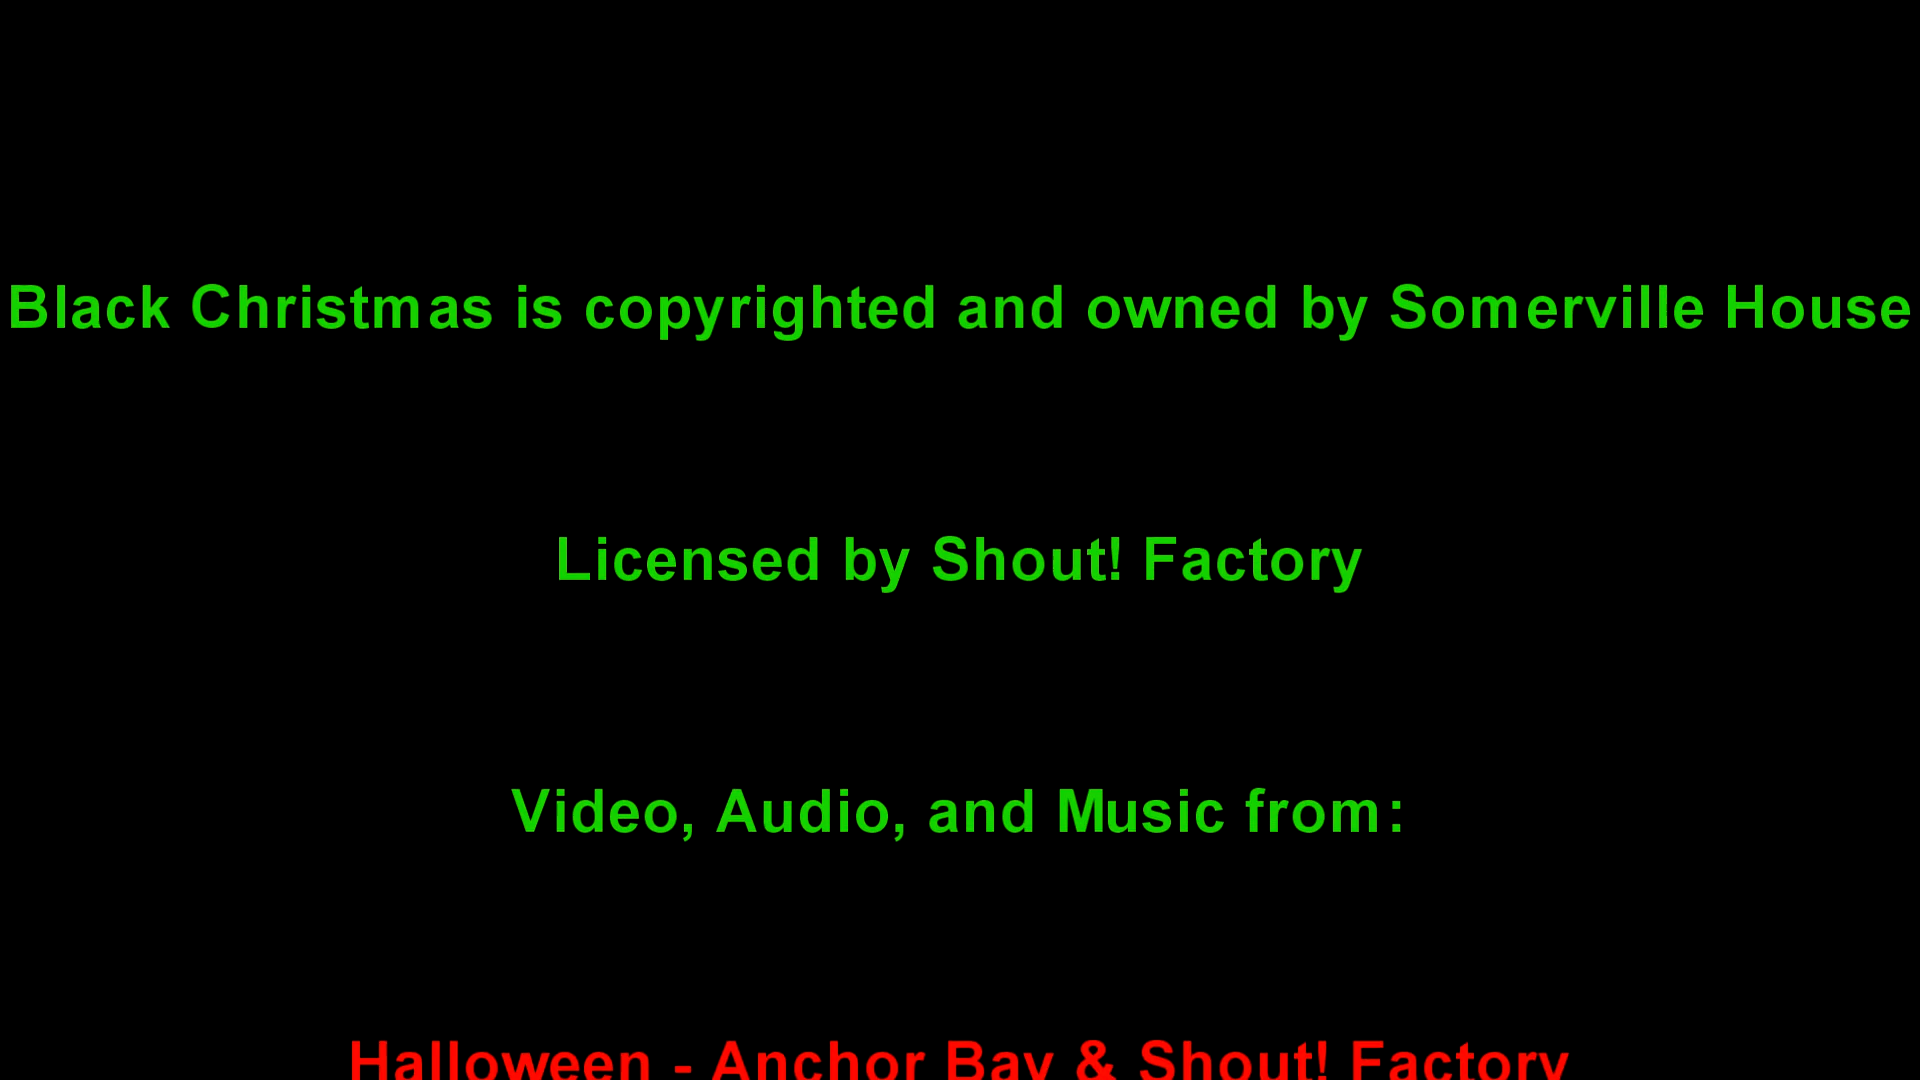 Black Christmas is copyrighted and owned by Somerville House
Licensed by Shout! Factory
Video, Audio, and Music from:
Halloween - Anchor Bay & Shout! Factory